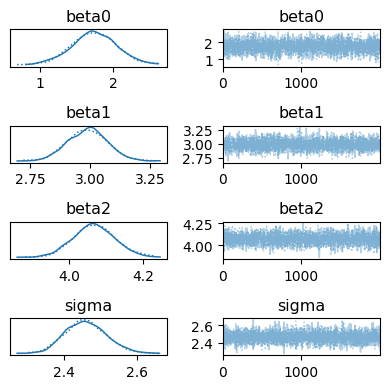 beta0 beta0
2
1
1 2 0 1000
beta1 beta1
3.25
3.00
2.75
2.75 3.00 3.25 0 1000
beta2 beta2
4.25
4.00
4.0 4.2 0 1000
sigma sigma
2.6
2.4
2.4 2.6 0 1000